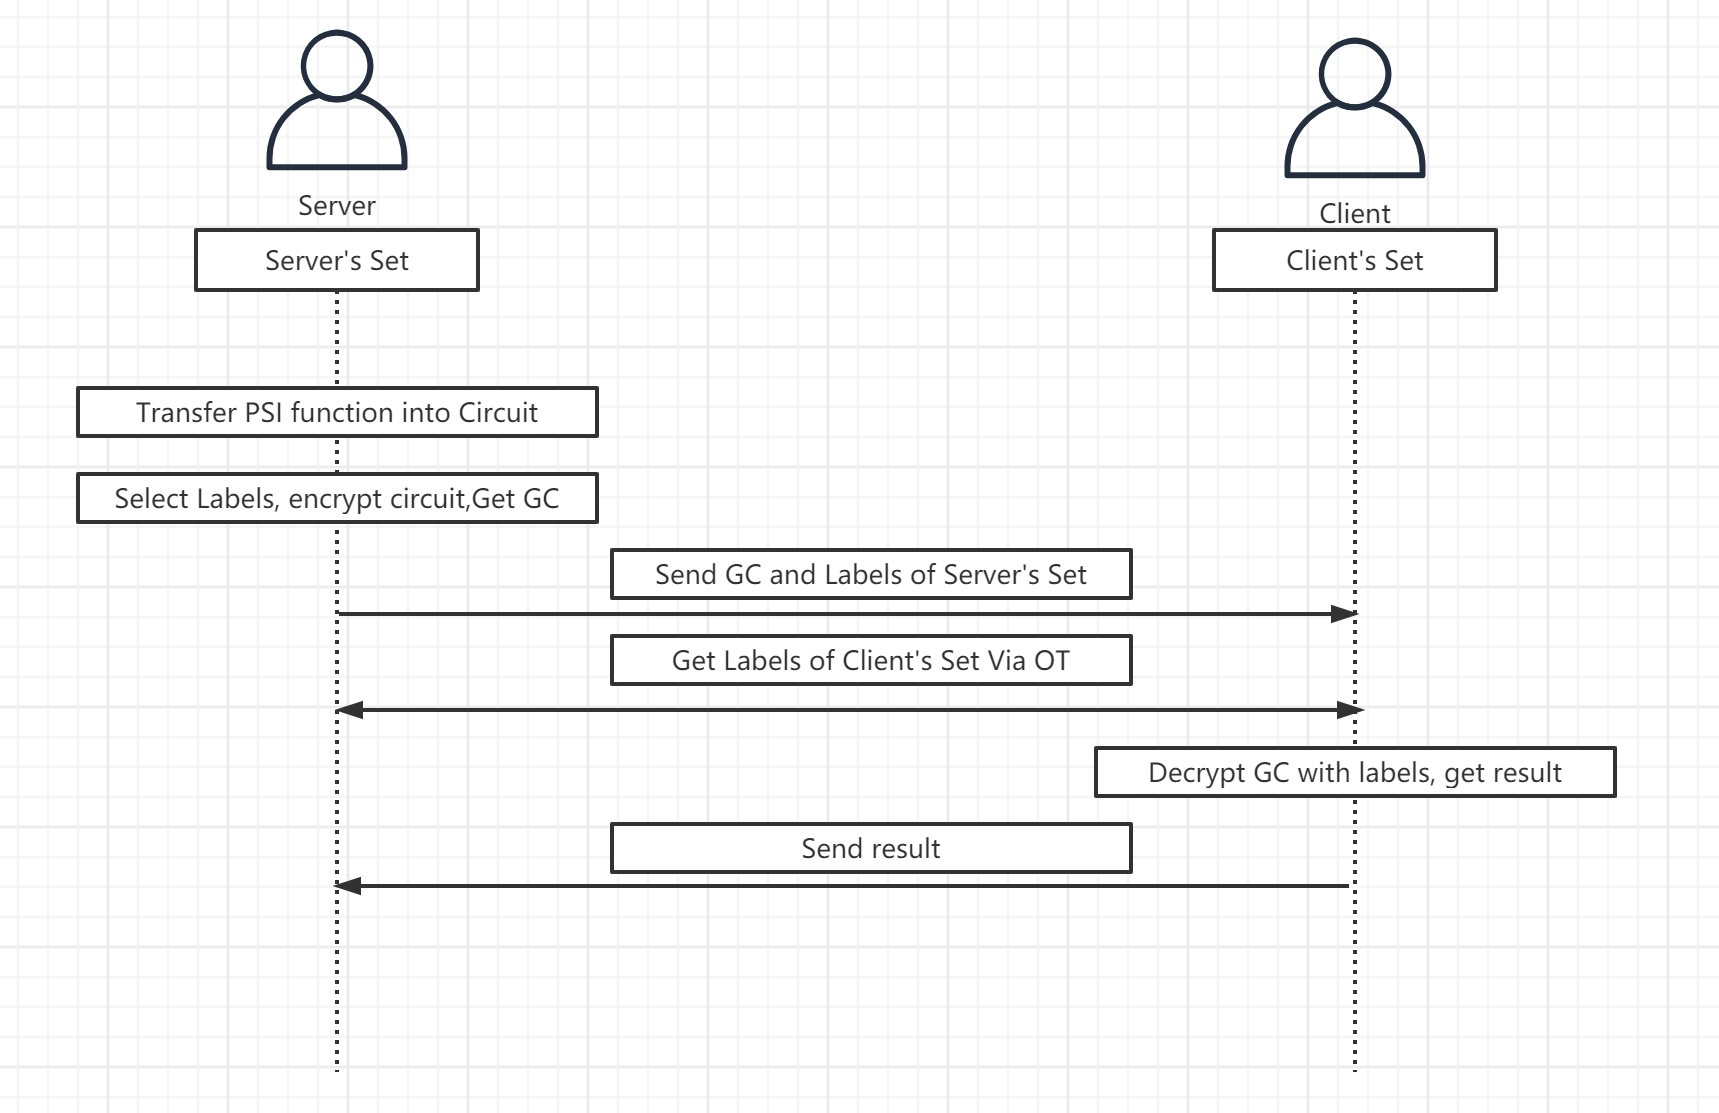 Server
Client
Server's Set
Client's Set
Transfer PSI function into Circuit
Select Labels, encrypt circuit,Get GC
Send GC and Labels of Server's Set
Get Labels of Client's Set Via OT
Decrypt GC with labels, get result
Send result